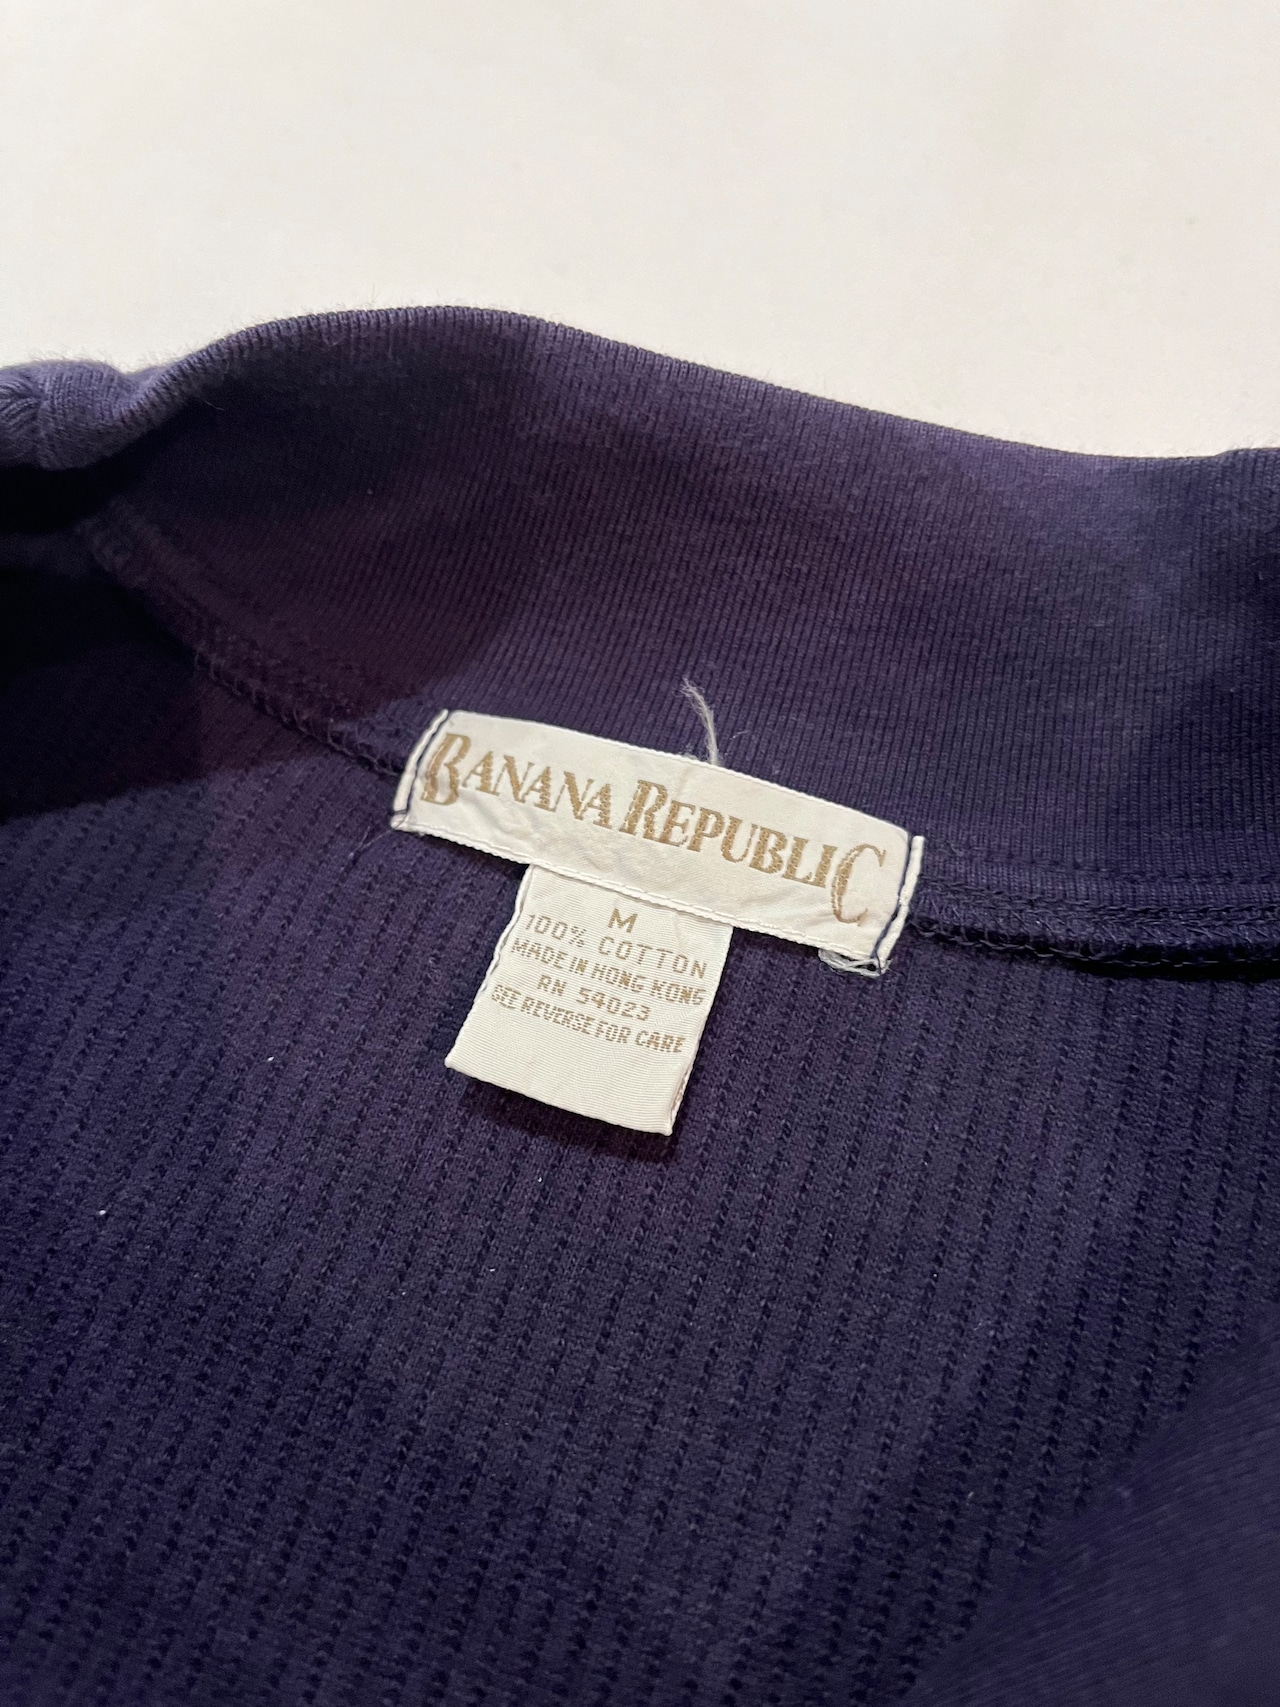 BANANA REPUBLIC
M
100% COTTON
MADE IN HONG KONG
RN 54023
SEE REVERSE FOR CARE